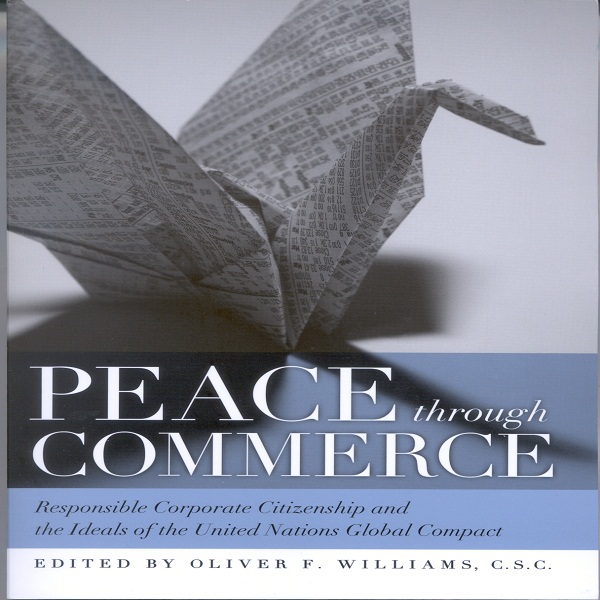 PEACE through
COMMERCE
Responsible Corporate Citizenship and
the Ideals of the United Nations Global Compact
EDITED BY OLIVER F. WILLIAMS, C.S.C.